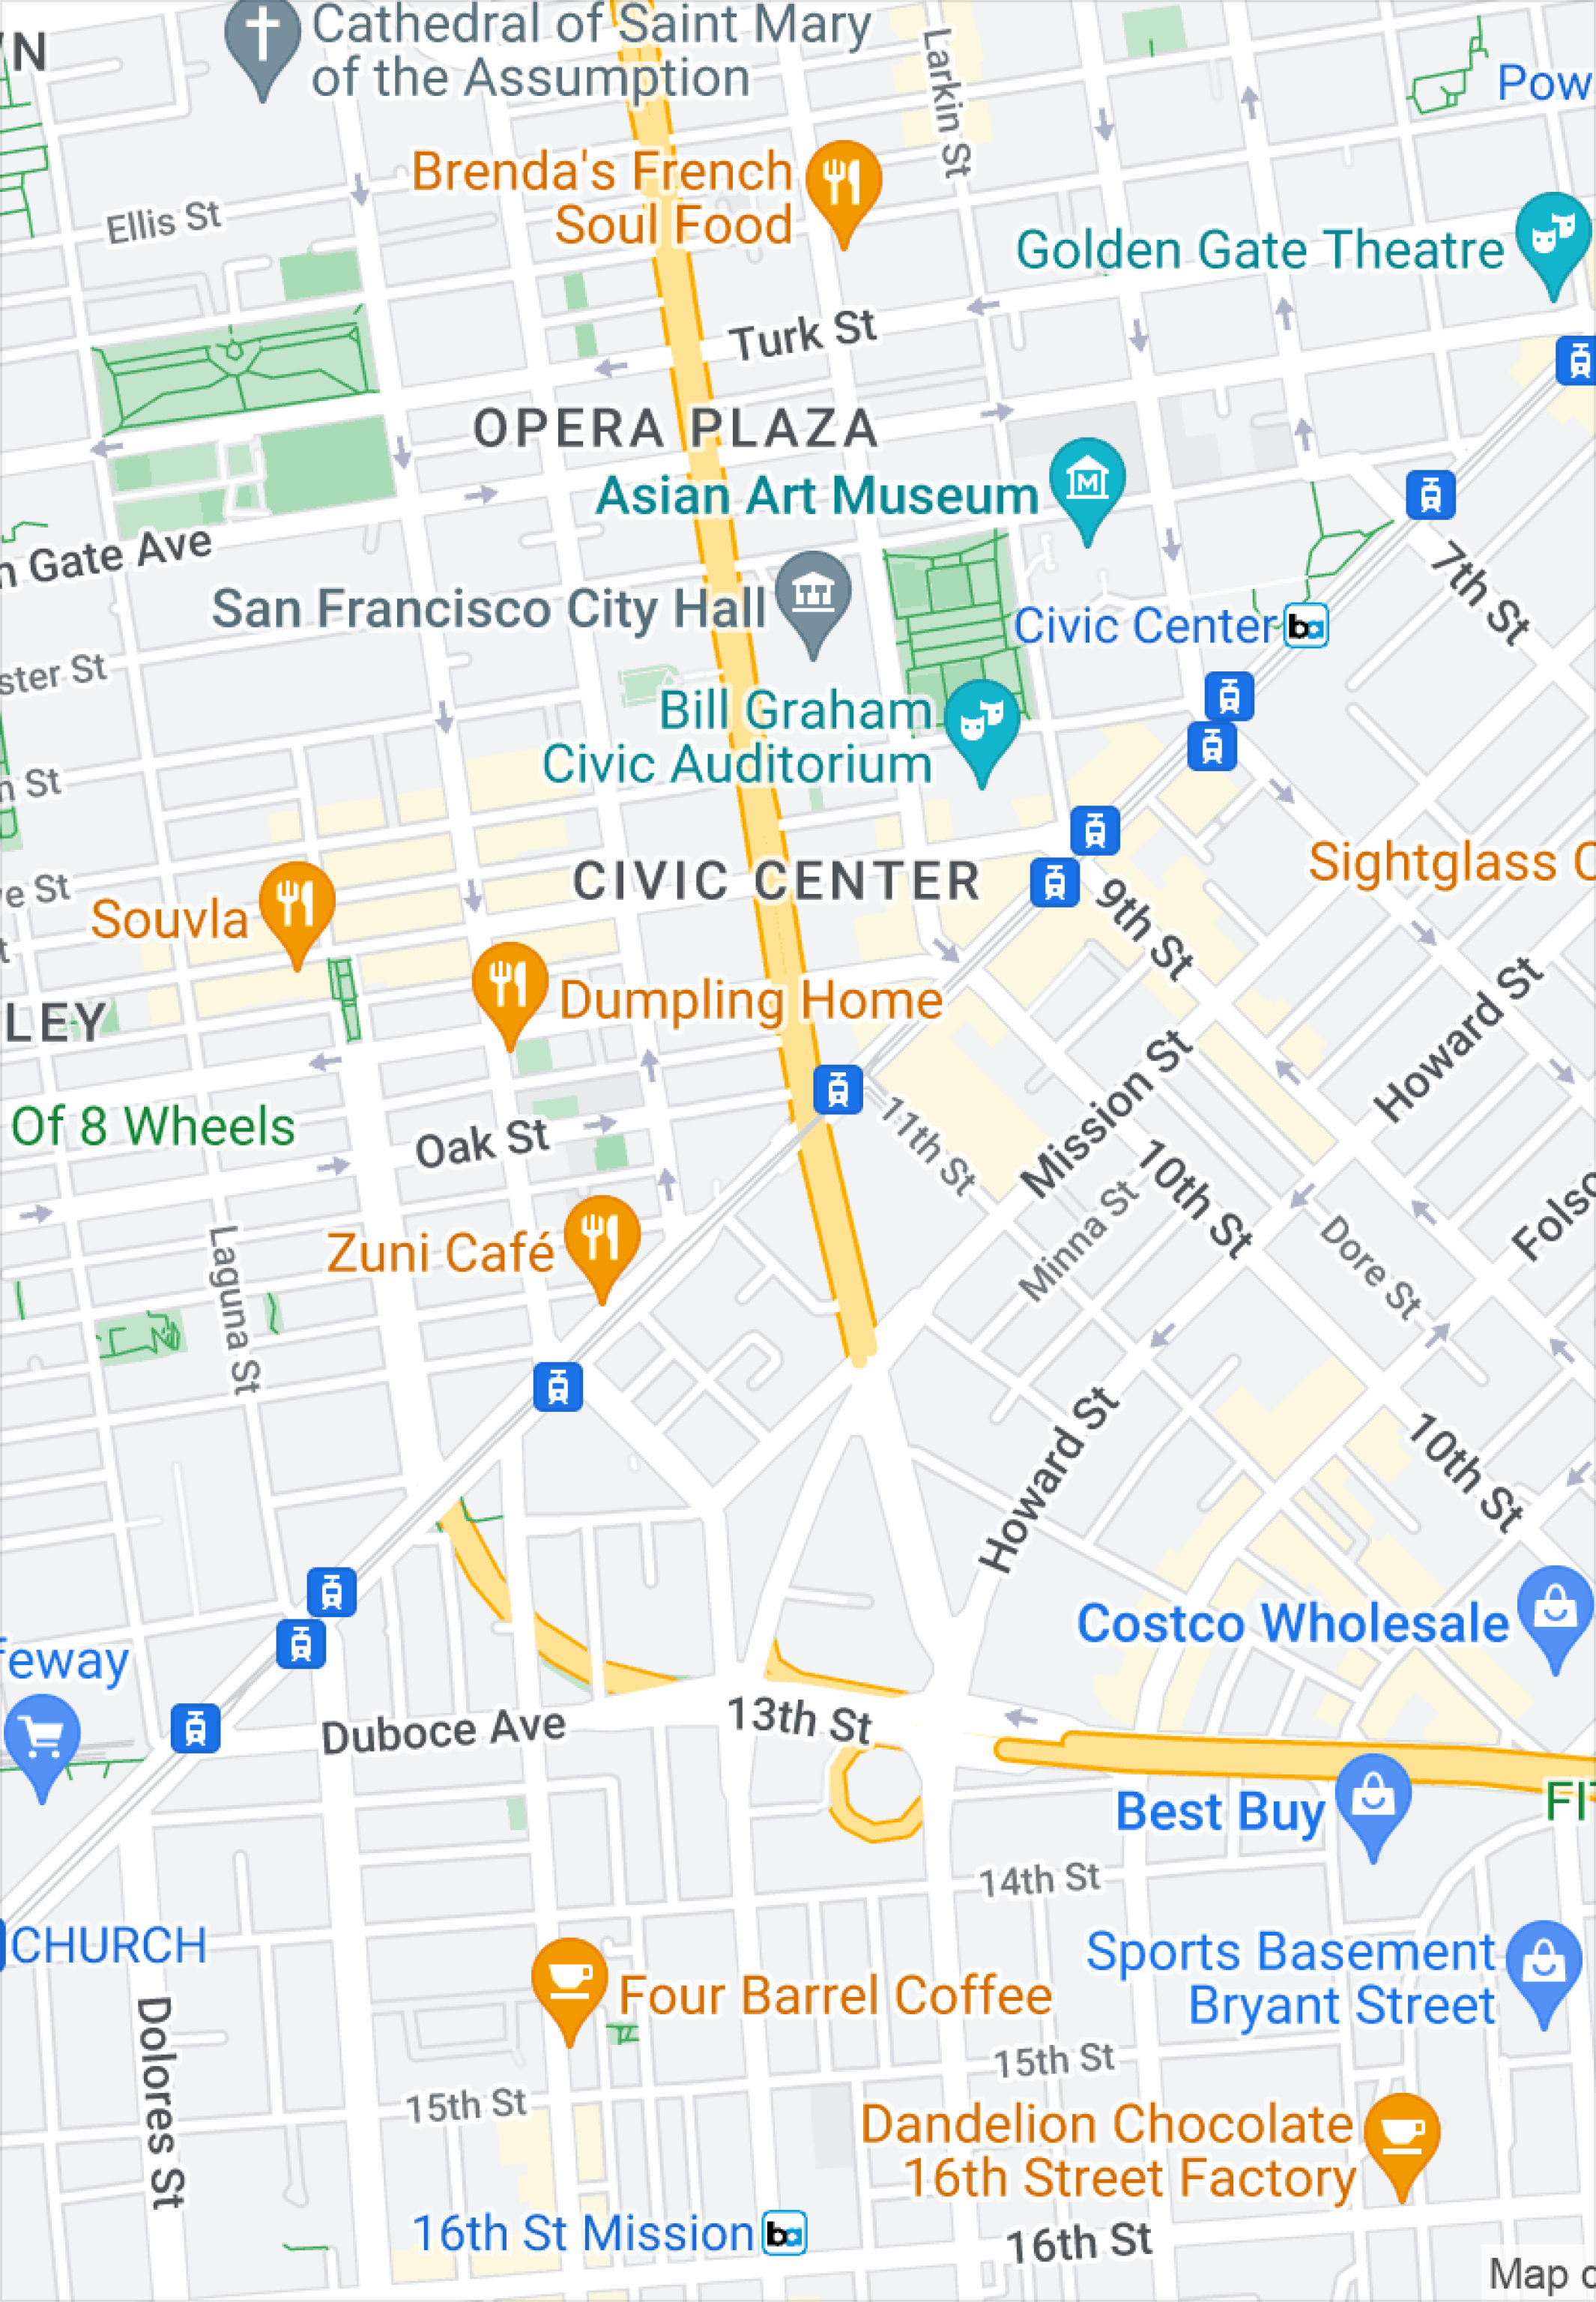 N
Cathedral of Saint Mary
of the Assumption
Larkin St
Pow
Brenda's French
Soul Food
Ellis St
Golden Gate Theatre
Turk St
OPERA PLAZA
Asian Art Museum
n Gate Ave
7th St
San Francisco City Hall
Civic Center
ba
ster St
Bill Graham
Civic Auditorium
n St
CIVIC CENTER
Sightglass C
ve St
Souvla
9th St
t
Dumpling Home
LEY
Howard St
Mission St
Of 8 Wheels
Oak St
11th St
10th St
Minna St
Folso
Dore St
Zuni Café
Laguna St
Howard St
10th St
Costco Wholesale
feway
Duboce Ave
13th St
Best Buy
FIT
14th St
CHURCH
Sports Basement
Bryant Street
Four Barrel Coffee
Dolores St
15th St
15th St
Dandelion Chocolate
16th Street Factory
16th St Mission
ba
16th St
Map d